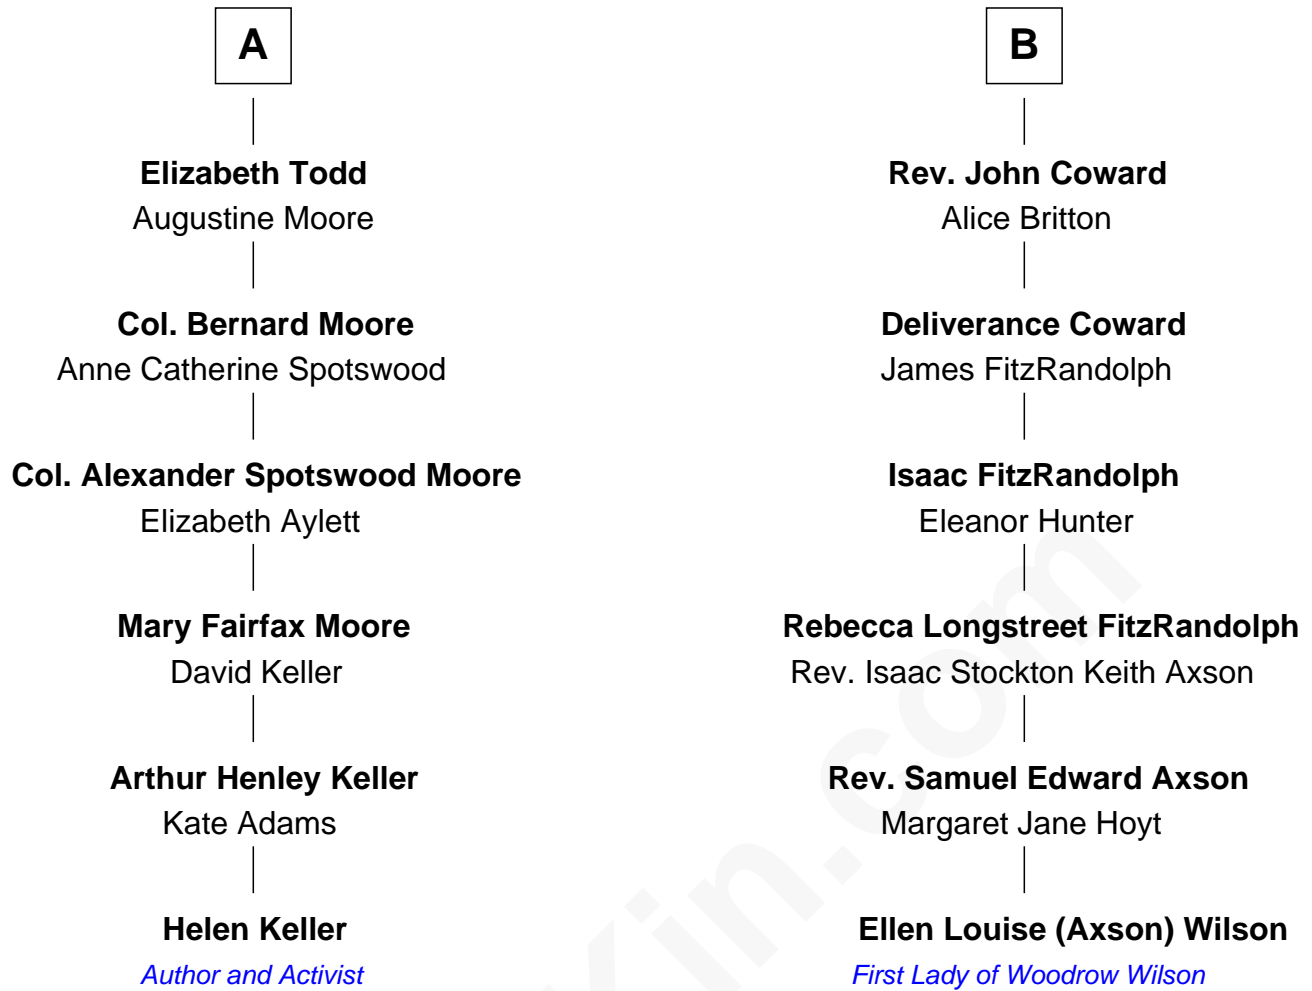 A
Elizabeth Todd
Augustine Moore
Col. Bernard Moore
Anne Catherine Spotswood
Col. Alexander Spotswood Moore
Elizabeth Aylett
Mary Fairfax Moore
David Keller
Arthur Henley Keller
Kate Adams
Helen Keller
Author and Activist
B
Rev. John Coward
Alice Britton
Deliverance Coward
James FitzRandolph
Isaac FitzRandolph
Eleanor Hunter
Rebecca Longstreet FitzRandolph
Rev. Isaac Stockton Keith Axson
Rev. Samuel Edward Axson
Margaret Jane Hoyt
Ellen Louise (Axson) Wilson
First Lady of Woodrow Wilson